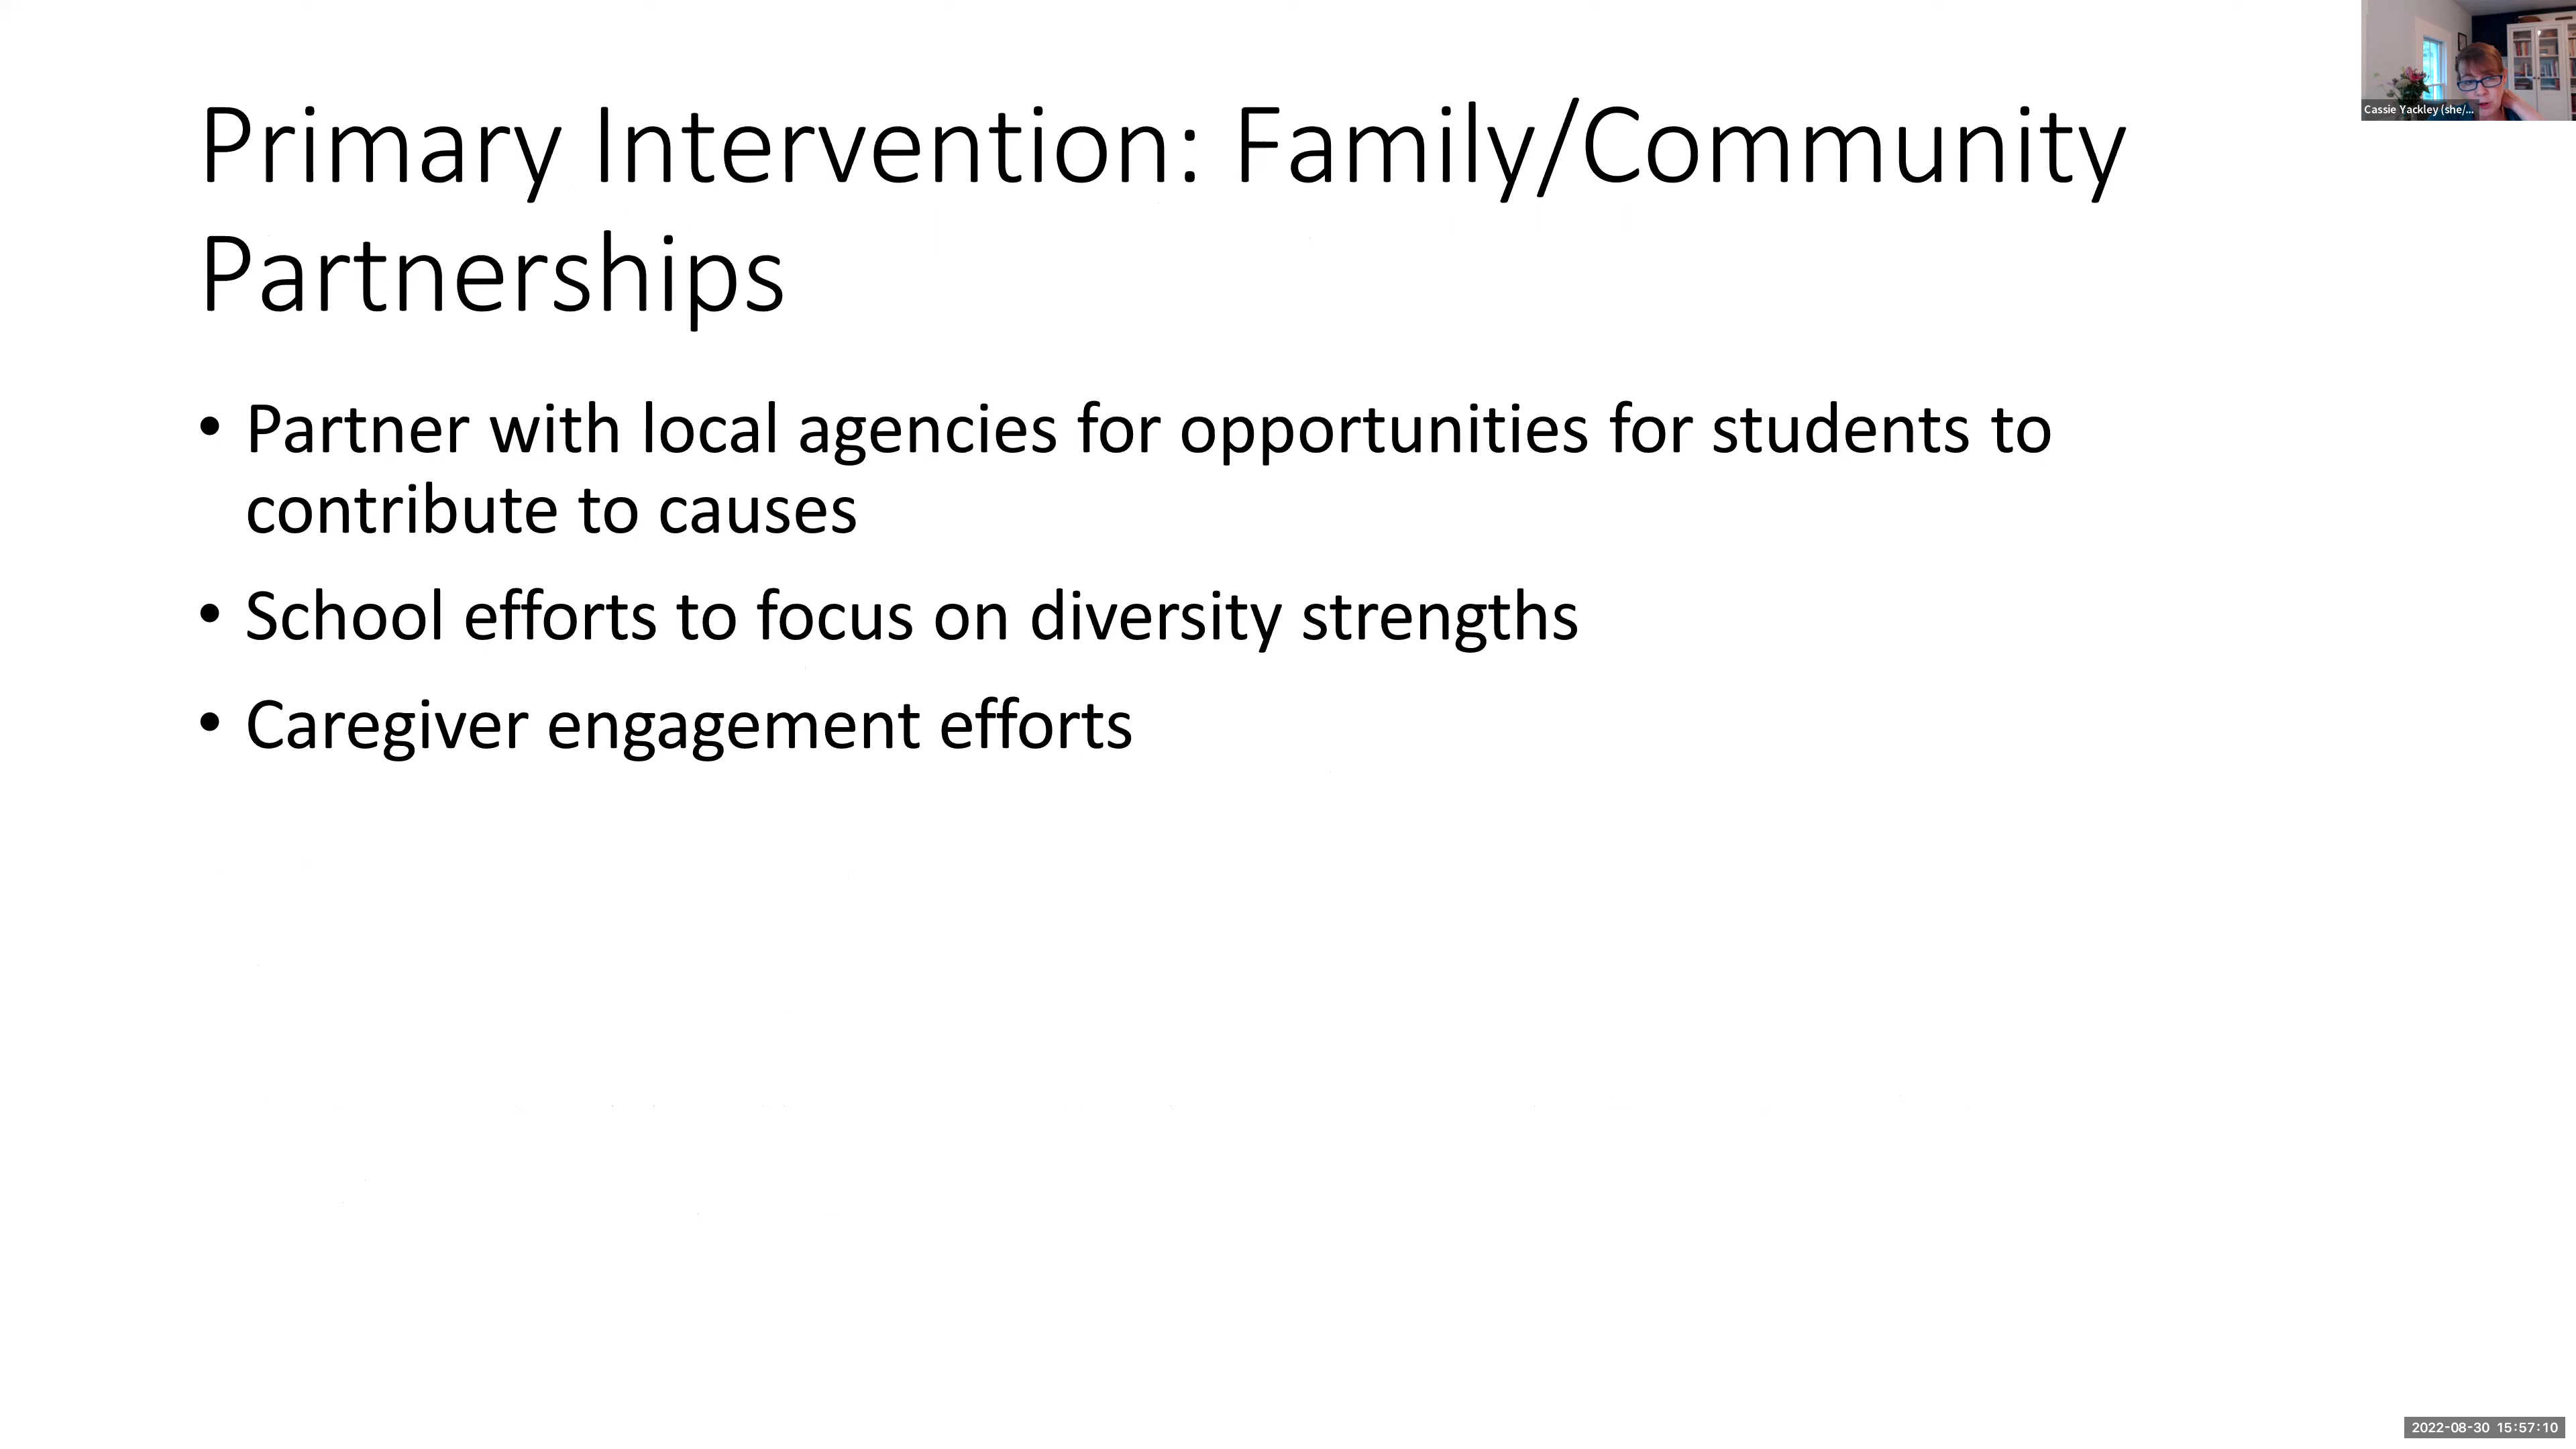 Primary Intervention: Family/Community
Partnerships
• Partner with local agencies for opportunities for students to
contribute to causes
• School efforts to focus on diversity strengths
• Caregiver engagement efforts
Cassie Yackley (she/...
2022-08-30 15:57:10